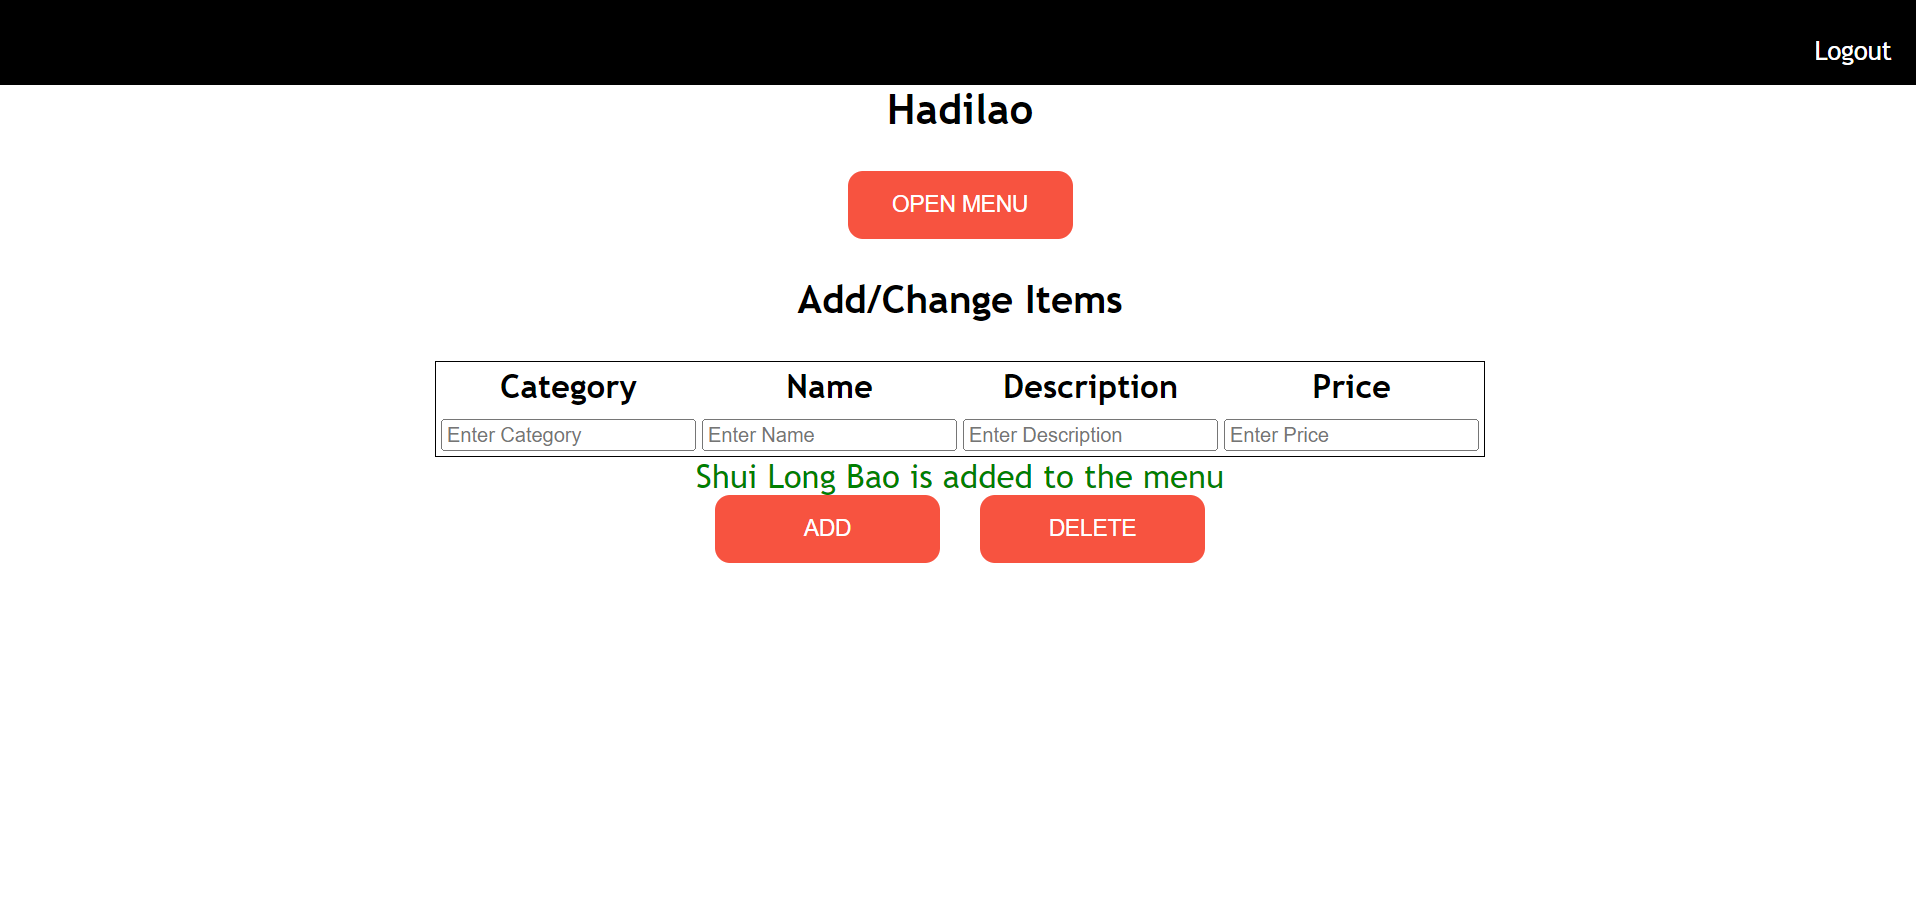 Logout
Hadilao
OPEN MENU
Add/Change Items
Category Name Description Price
Enter Category Enter Name Enter Description Enter Price
Shui Long Bao is added to the menu
ADD DELETE